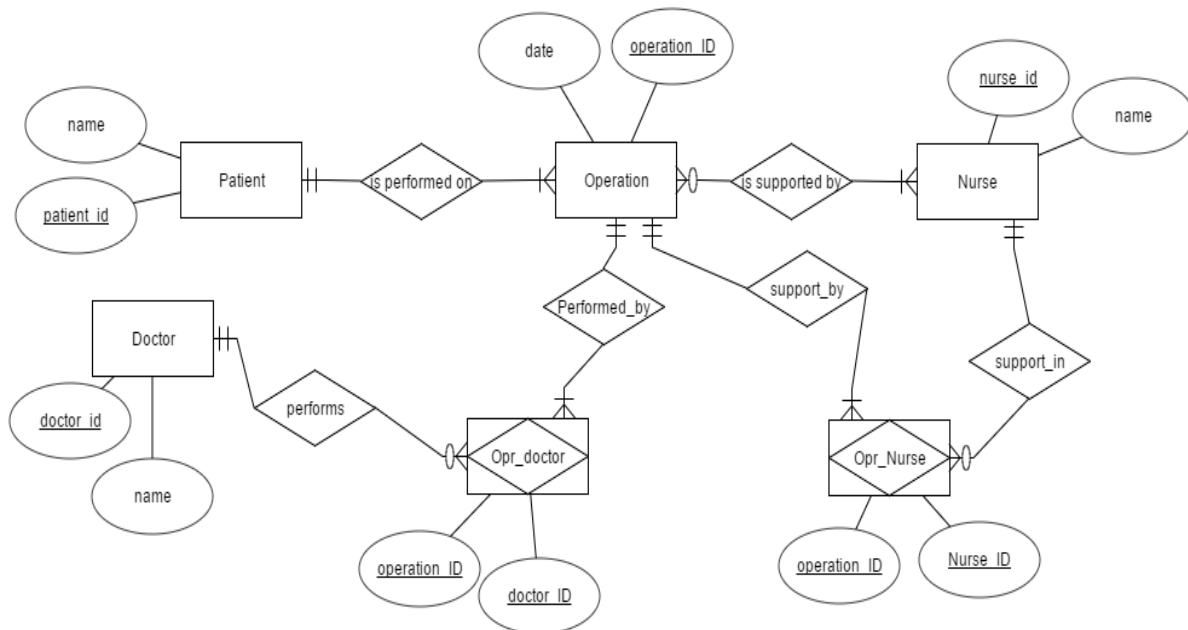 date
operation_ID
nurse_id
name
name
Patient
is performed on
Operation
is supported by
Nurse
patient_id
Doctor
Performed_by
support_by
support_in
doctor_id
performs
name
Opr_doctor
Opr_Nurse
operation_ID
doctor_ID
operation_ID
Nurse_ID